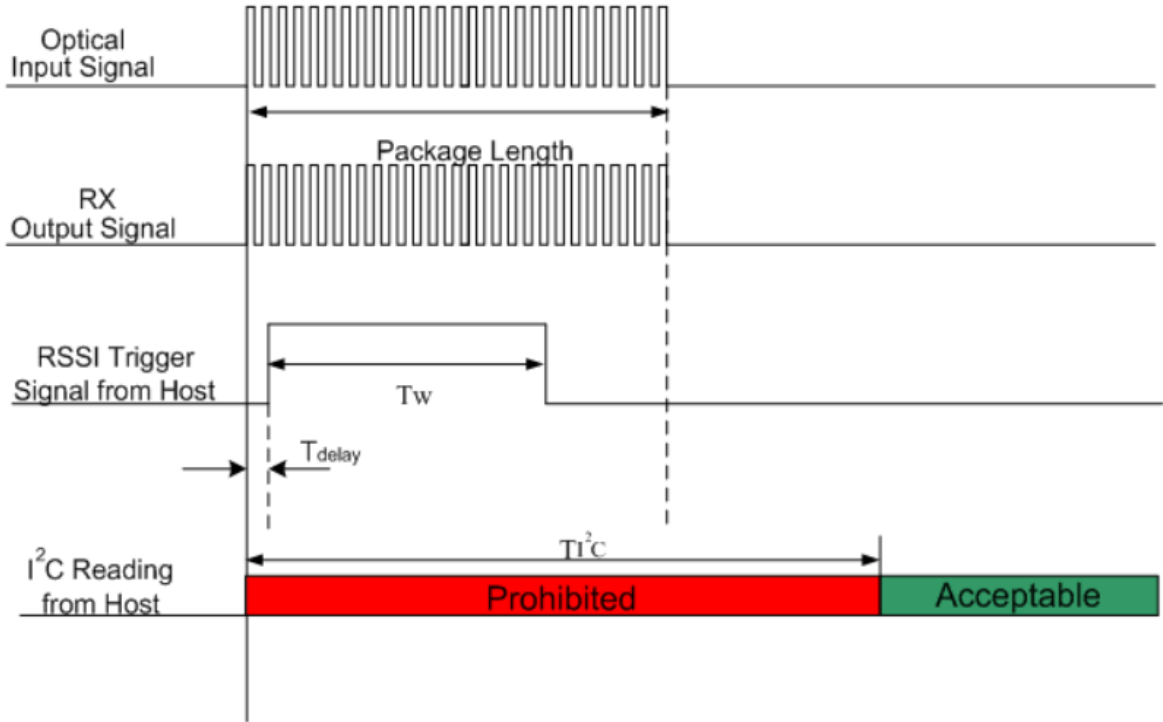 Optical
Input Signal
Package Length
RX
Output Signal
RSSI Trigger
Signal from Host
Tw
Tdelay
TI²C
I²C Reading
from Host
Prohibited
Acceptable